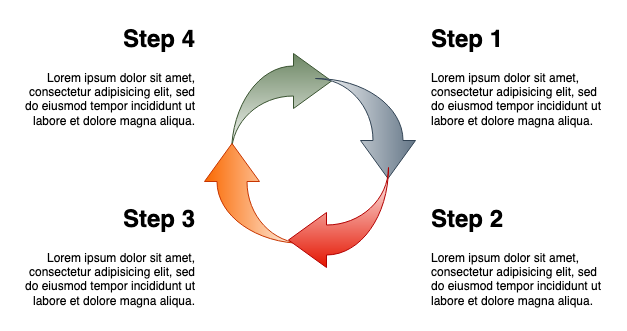 Step 4
Lorem ipsum dolor sit amet,
consectetur adipisicing elit, sed
do eiusmod tempor incididunt ut
labore et dolore magna aliqua.
Step 1
Lorem ipsum dolor sit amet,
consectetur adipisicing elit, sed
do eiusmod tempor incididunt ut
labore et dolore magna aliqua.
Step 3
Lorem ipsum dolor sit amet,
consectetur adipisicing elit, sed
do eiusmod tempor incididunt ut
labore et dolore magna aliqua.
Step 2
Lorem ipsum dolor sit amet,
consectetur adipisicing elit, sed
do eiusmod tempor incididunt ut
labore et dolore magna aliqua.